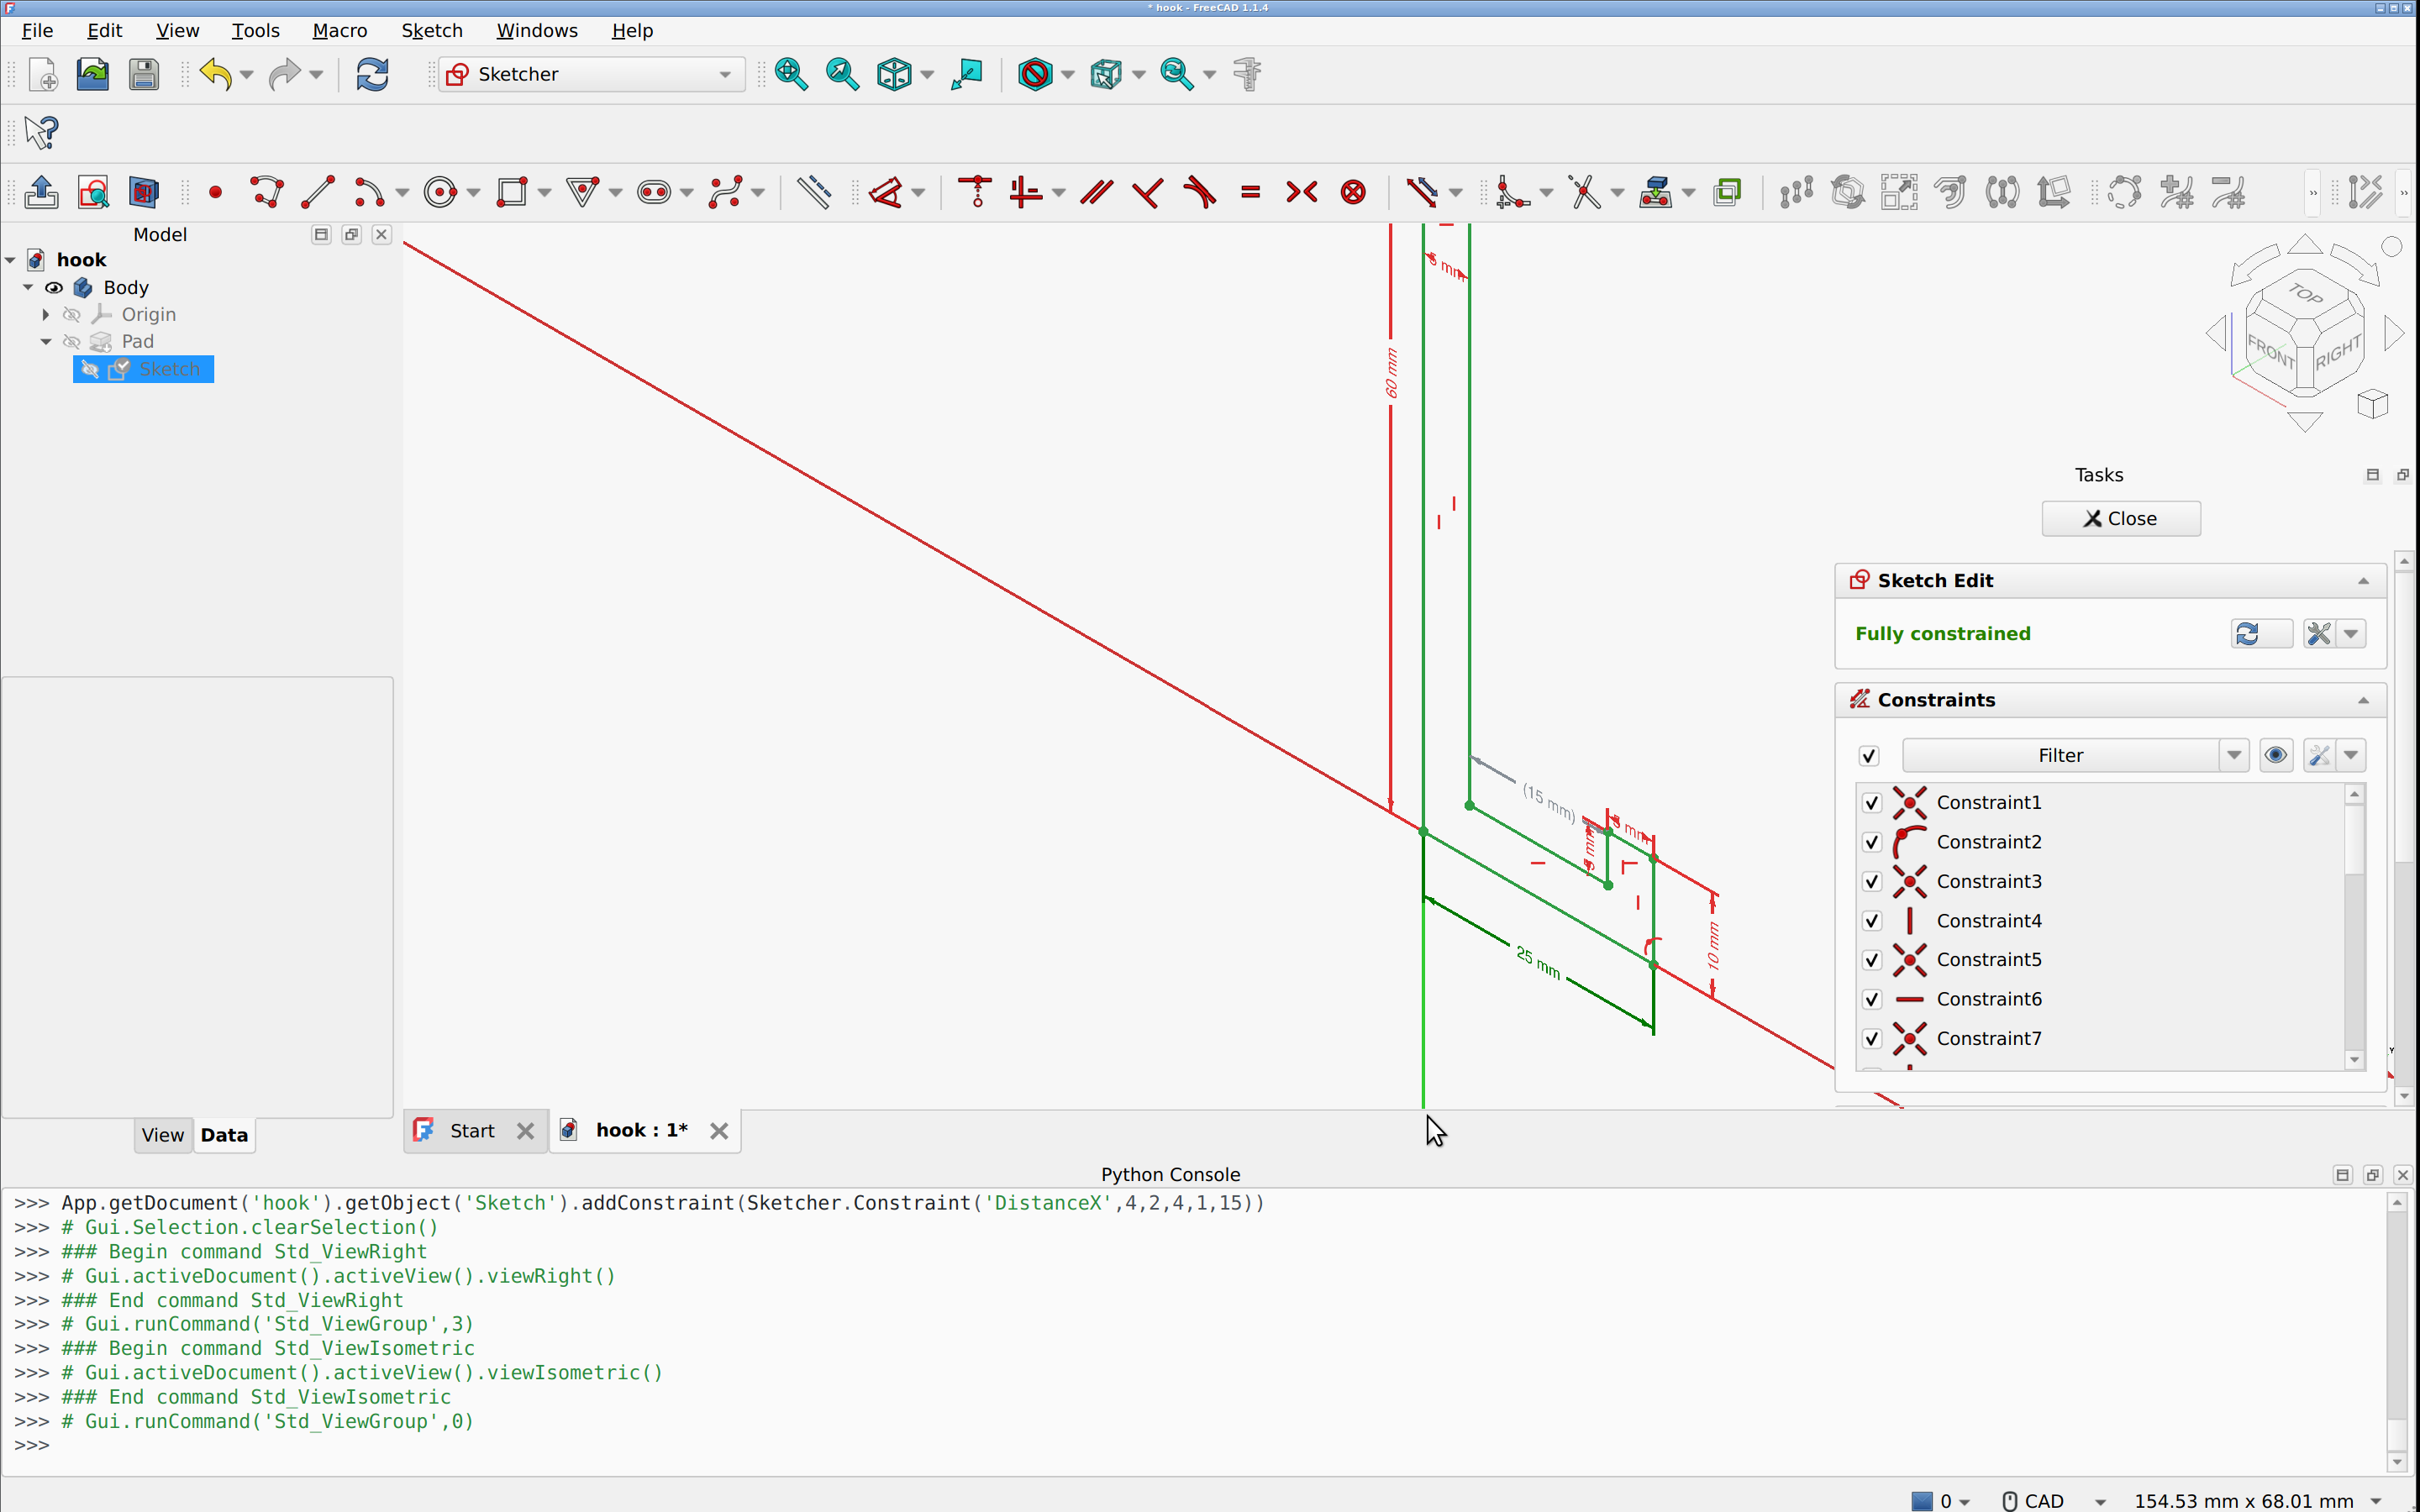 * hook - FreeCAD 1.1.4
File Edit View Tools Macro Sketch Windows Help
Sketcher
Model
hook
Body
Origin
Pad
Sketch
View Data
5 mm
60 mm
(15 mm)
25 mm
10 mm
TOP
FRONT
RIGHT
Tasks
Close
Sketch Edit
Fully constrained
Constraints
Filter
Constraint1
Constraint2
Constraint3
Constraint4
Constraint5
Constraint6
Constraint7
Start
hook : 1*
Python Console
>>> App.getDocument('hook').getObject('Sketch').addConstraint(Sketcher.Constraint('DistanceX',4,2,4,1,15))
>>> # Gui.Selection.clearSelection()
>>> ### Begin command Std_ViewRight
>>> # Gui.activeDocument().activeView().viewRight()
>>> ### End command Std_ViewRight
>>> # Gui.runCommand('Std_ViewGroup',3)
>>> ### Begin command Std_ViewIsometric
>>> # Gui.activeDocument().activeView().viewIsometric()
>>> ### End command Std_ViewIsometric
>>> # Gui.runCommand('Std_ViewGroup',0)
>>>
0 CAD 154.53 mm x 68.01 mm